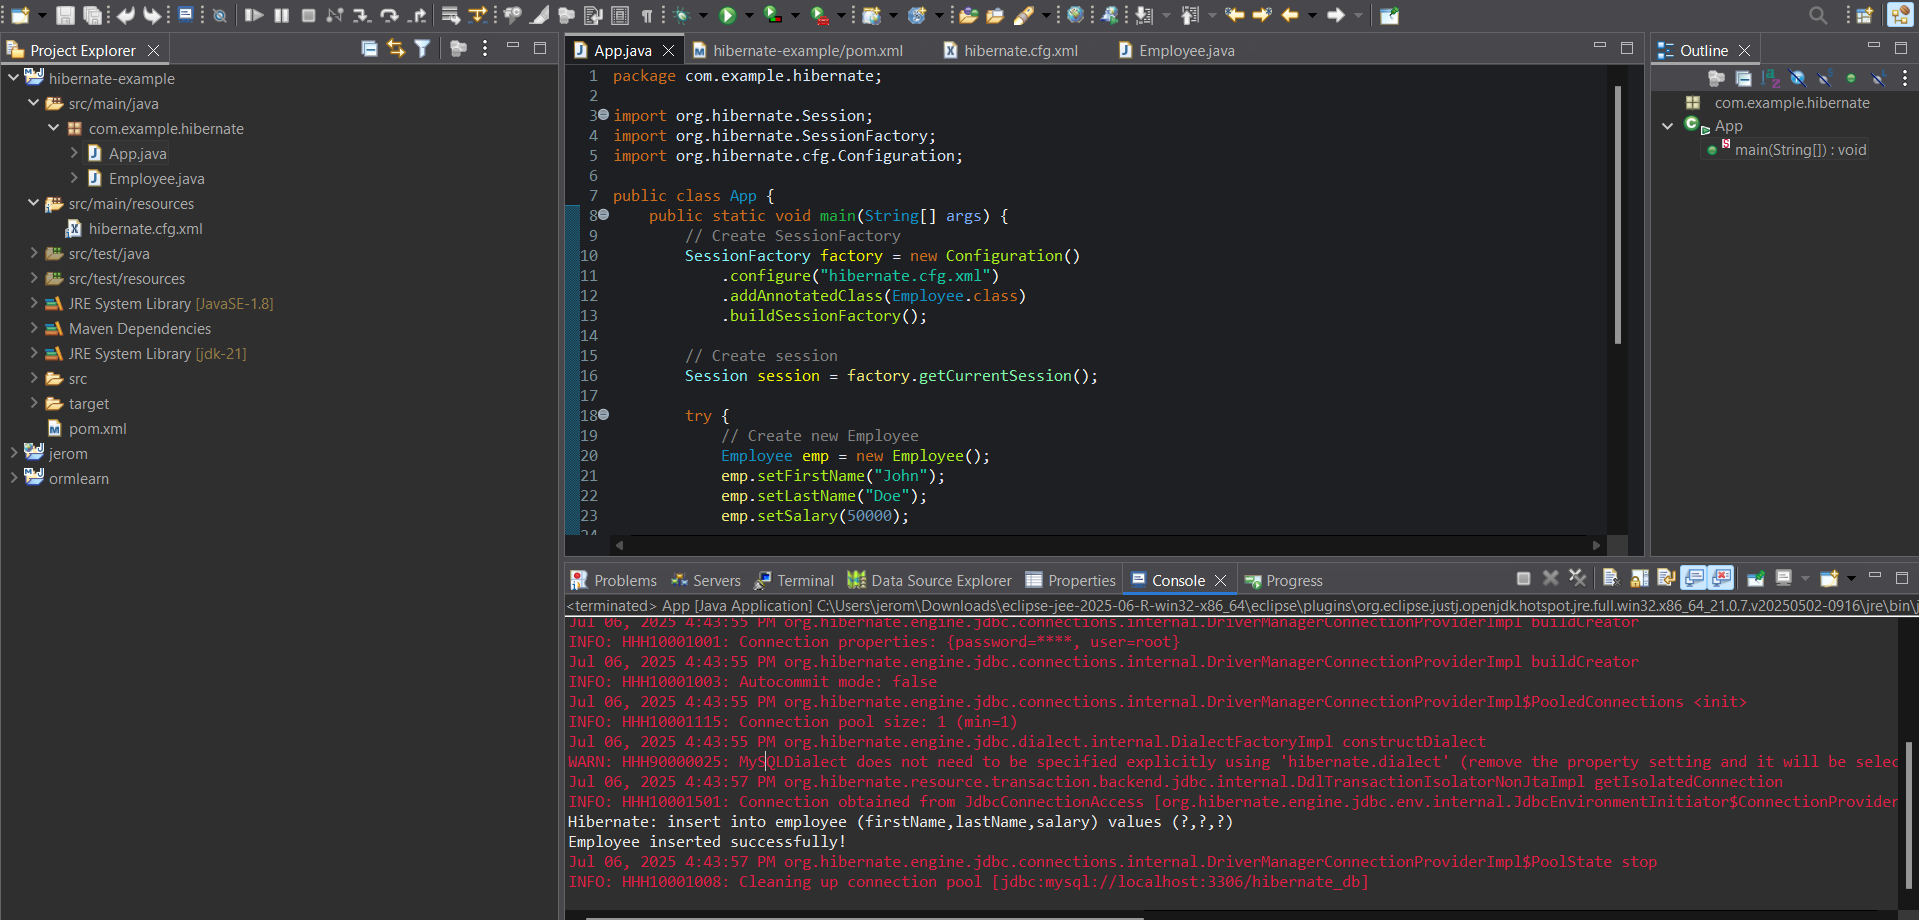 Project Explorer
hibernate-example
src/main/java
com.example.hibernate
App.java
Employee.java
src/main/resources
hibernate.cfg.xml
src/test/java
src/test/resources
JRE System Library [JavaSE-1.8]
Maven Dependencies
JRE System Library [jdk-21]
src
target
pom.xml
jerom
ormlearn
App.java
hibernate-example/pom.xml
hibernate.cfg.xml
Employee.java
1 package com.example.hibernate;
2
3 import org.hibernate.Session;
4 import org.hibernate.SessionFactory;
5 import org.hibernate.cfg.Configuration;
6
7 public class App {
8     public static void main(String[] args) {
9         // Create SessionFactory
10         SessionFactory factory = new Configuration()
11             .configure("hibernate.cfg.xml")
12             .addAnnotatedClass(Employee.class)
13             .buildSessionFactory();
14
15         // Create session
16         Session session = factory.getCurrentSession();
17
18         try {
19             // Create new Employee
20             Employee emp = new Employee();
21             emp.setFirstName("John");
22             emp.setLastName("Doe");
23             emp.setSalary(50000);
24
Outline
com.example.hibernate
App
main(String[]) : void
Problems
Servers
Terminal
Data Source Explorer
Properties
Console
Progress
<terminated> App [Java Application] C:\Users\jerom\Downloads\eclipse-jee-2025-06-R-win32-x86_64\eclipse\plugins\org.eclipse.justj.openjdk.hotspot.jre.full.win32.x86_64_21.0.7.v20250502-0916\jre\bin\j
Jul 06, 2025 4:43:55 PM org.hibernate.engine.jdbc.connections.internal.DriverManagerConnectionProviderImpl buildCreator
INFO: HHH10001001: Connection properties: {password=****, user=root}
Jul 06, 2025 4:43:55 PM org.hibernate.engine.jdbc.connections.internal.DriverManagerConnectionProviderImpl buildCreator
INFO: HHH10001003: Autocommit mode: false
Jul 06, 2025 4:43:55 PM org.hibernate.engine.jdbc.connections.internal.DriverManagerConnectionProviderImpl$PooledConnections <init>
INFO: HHH10001115: Connection pool size: 1 (min=1)
Jul 06, 2025 4:43:55 PM org.hibernate.engine.jdbc.dialect.internal.DialectFactoryImpl constructDialect
WARN: HHH90000025: MySQLDialect does not need to be specified explicitly using 'hibernate.dialect' (remove the property setting and it will be selec
Jul 06, 2025 4:43:57 PM org.hibernate.resource.transaction.backend.jdbc.internal.DdlTransactionIsolatorNonJtaImpl getIsolatedConnection
INFO: HHH10001501: Connection obtained from JdbcConnectionAccess [org.hibernate.engine.jdbc.env.internal.JdbcEnvironmentInitiator$ConnectionProvider
Hibernate: insert into employee (firstName,lastName,salary) values (?,?,?)
Employee inserted successfully!
Jul 06, 2025 4:43:57 PM org.hibernate.engine.jdbc.connections.internal.DriverManagerConnectionProviderImpl$PoolState stop
INFO: HHH10001008: Cleaning up connection pool [jdbc:mysql://localhost:3306/hibernate_db]